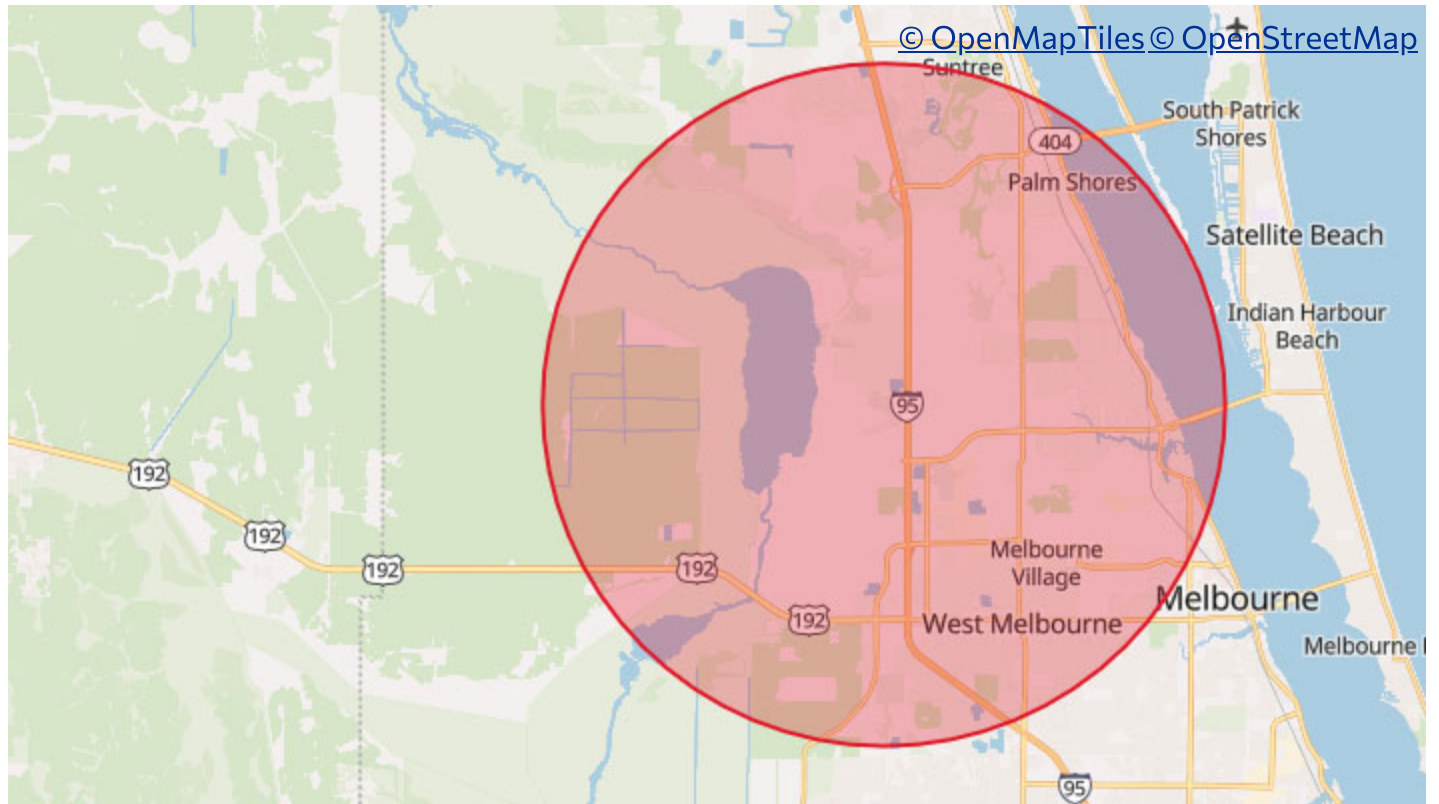 © OpenMapTiles © OpenStreetMap
Suntree
South Patrick
Shores
404
Palm Shores
Satellite Beach
Indian Harbour
Beach
95
192
192
192
192
192
Melbourne
Village
Melbourne
West Melbourne
Melbourne
95